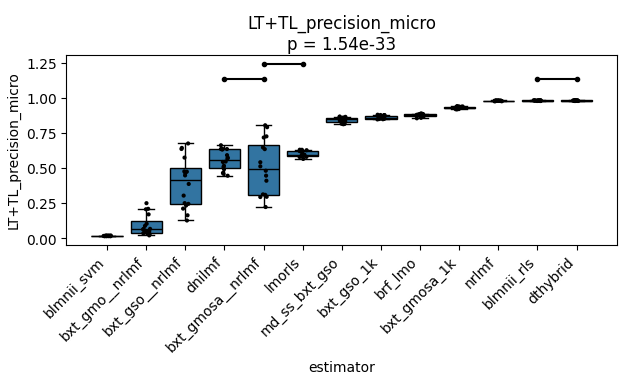 LT+TL_precision_micro
p = 1.54e-33
LT+TL_precision_micro
1.25
1.00
0.75
0.50
0.25
0.00
blmnii_svm
bxt_gmo__nrlmf
bxt_gso__nrlmf
dnilmf
bxt_gmosa__nrlmf
lmorls
md_ss_bxt_gso
bxt_gso_1k
brf_lmo
bxt_gmosa_1k
nrlmf
blmnii_rls
dthybrid
estimator